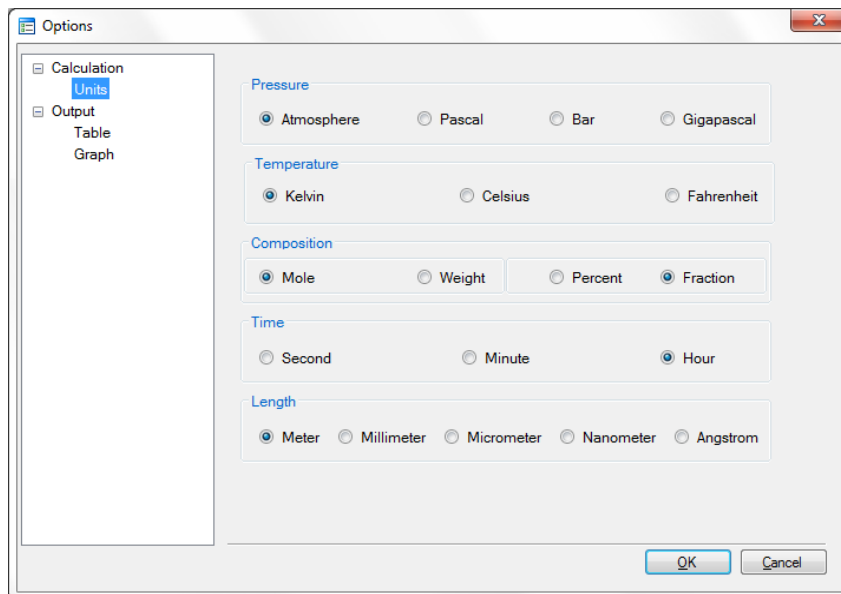 Options
Calculation
Units
Output
Table
Graph
Pressure
Atmosphere Pascal Bar Gigapascal
Temperature
Kelvin Celsius Fahrenheit
Composition
Mole Weight Percent Fraction
Time
Second Minute Hour
Length
Meter Millimeter Micrometer Nanometer Angstrom
OK Cancel